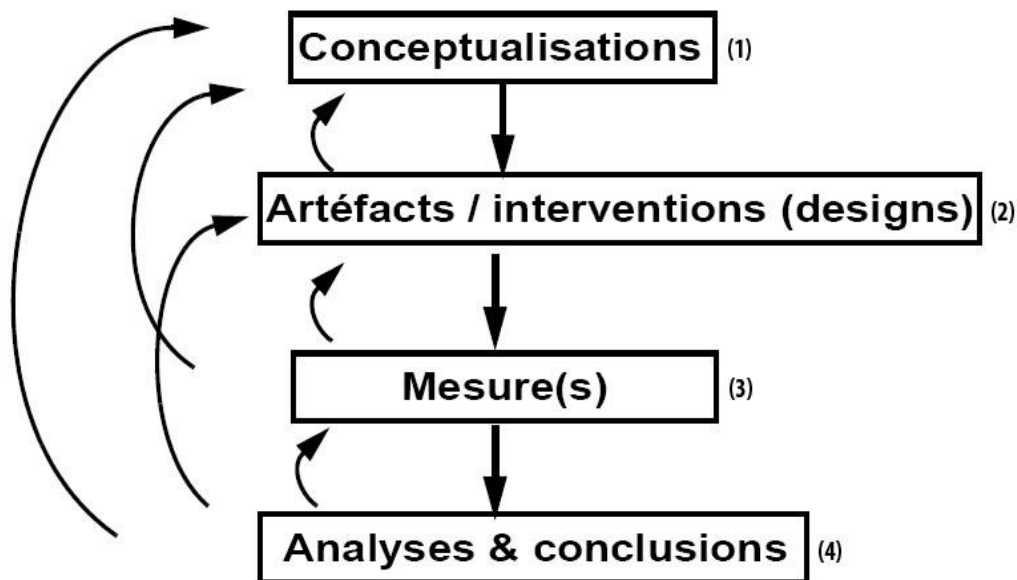 Conceptualisations (1)
Artéfacts / interventions (designs) (2)
Mesure(s) (3)
Analyses & conclusions (4)